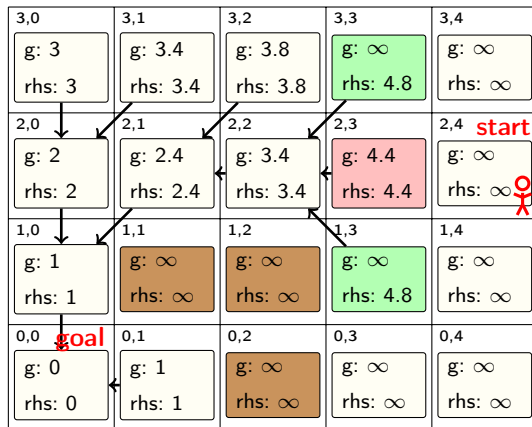 3,0 3,1 3,2 3,3 3,4
g: 3 g: 3.4 g: 3.8 g: ∞ g: ∞
rhs: 3 rhs: 3.4 rhs: 3.8 rhs: 4.8 rhs: ∞
2,0 2,1 2,2 2,3 2,4 start
g: 2 g: 2.4 g: 3.4 g: 4.4 g: ∞
rhs: 2 rhs: 2.4 rhs: 3.4 rhs: 4.4 rhs: ∞
1,0 1,1 1,2 1,3 1,4
g: 1 g: ∞ g: ∞ g: ∞ g: ∞
rhs: 1 rhs: ∞ rhs: ∞ rhs: 4.8 rhs: ∞
0,0 goal 0,1 0,2 0,3 0,4
g: 0 g: 1 g: ∞ g: ∞ g: ∞
rhs: 0 rhs: 1 rhs: ∞ rhs: ∞ rhs: ∞